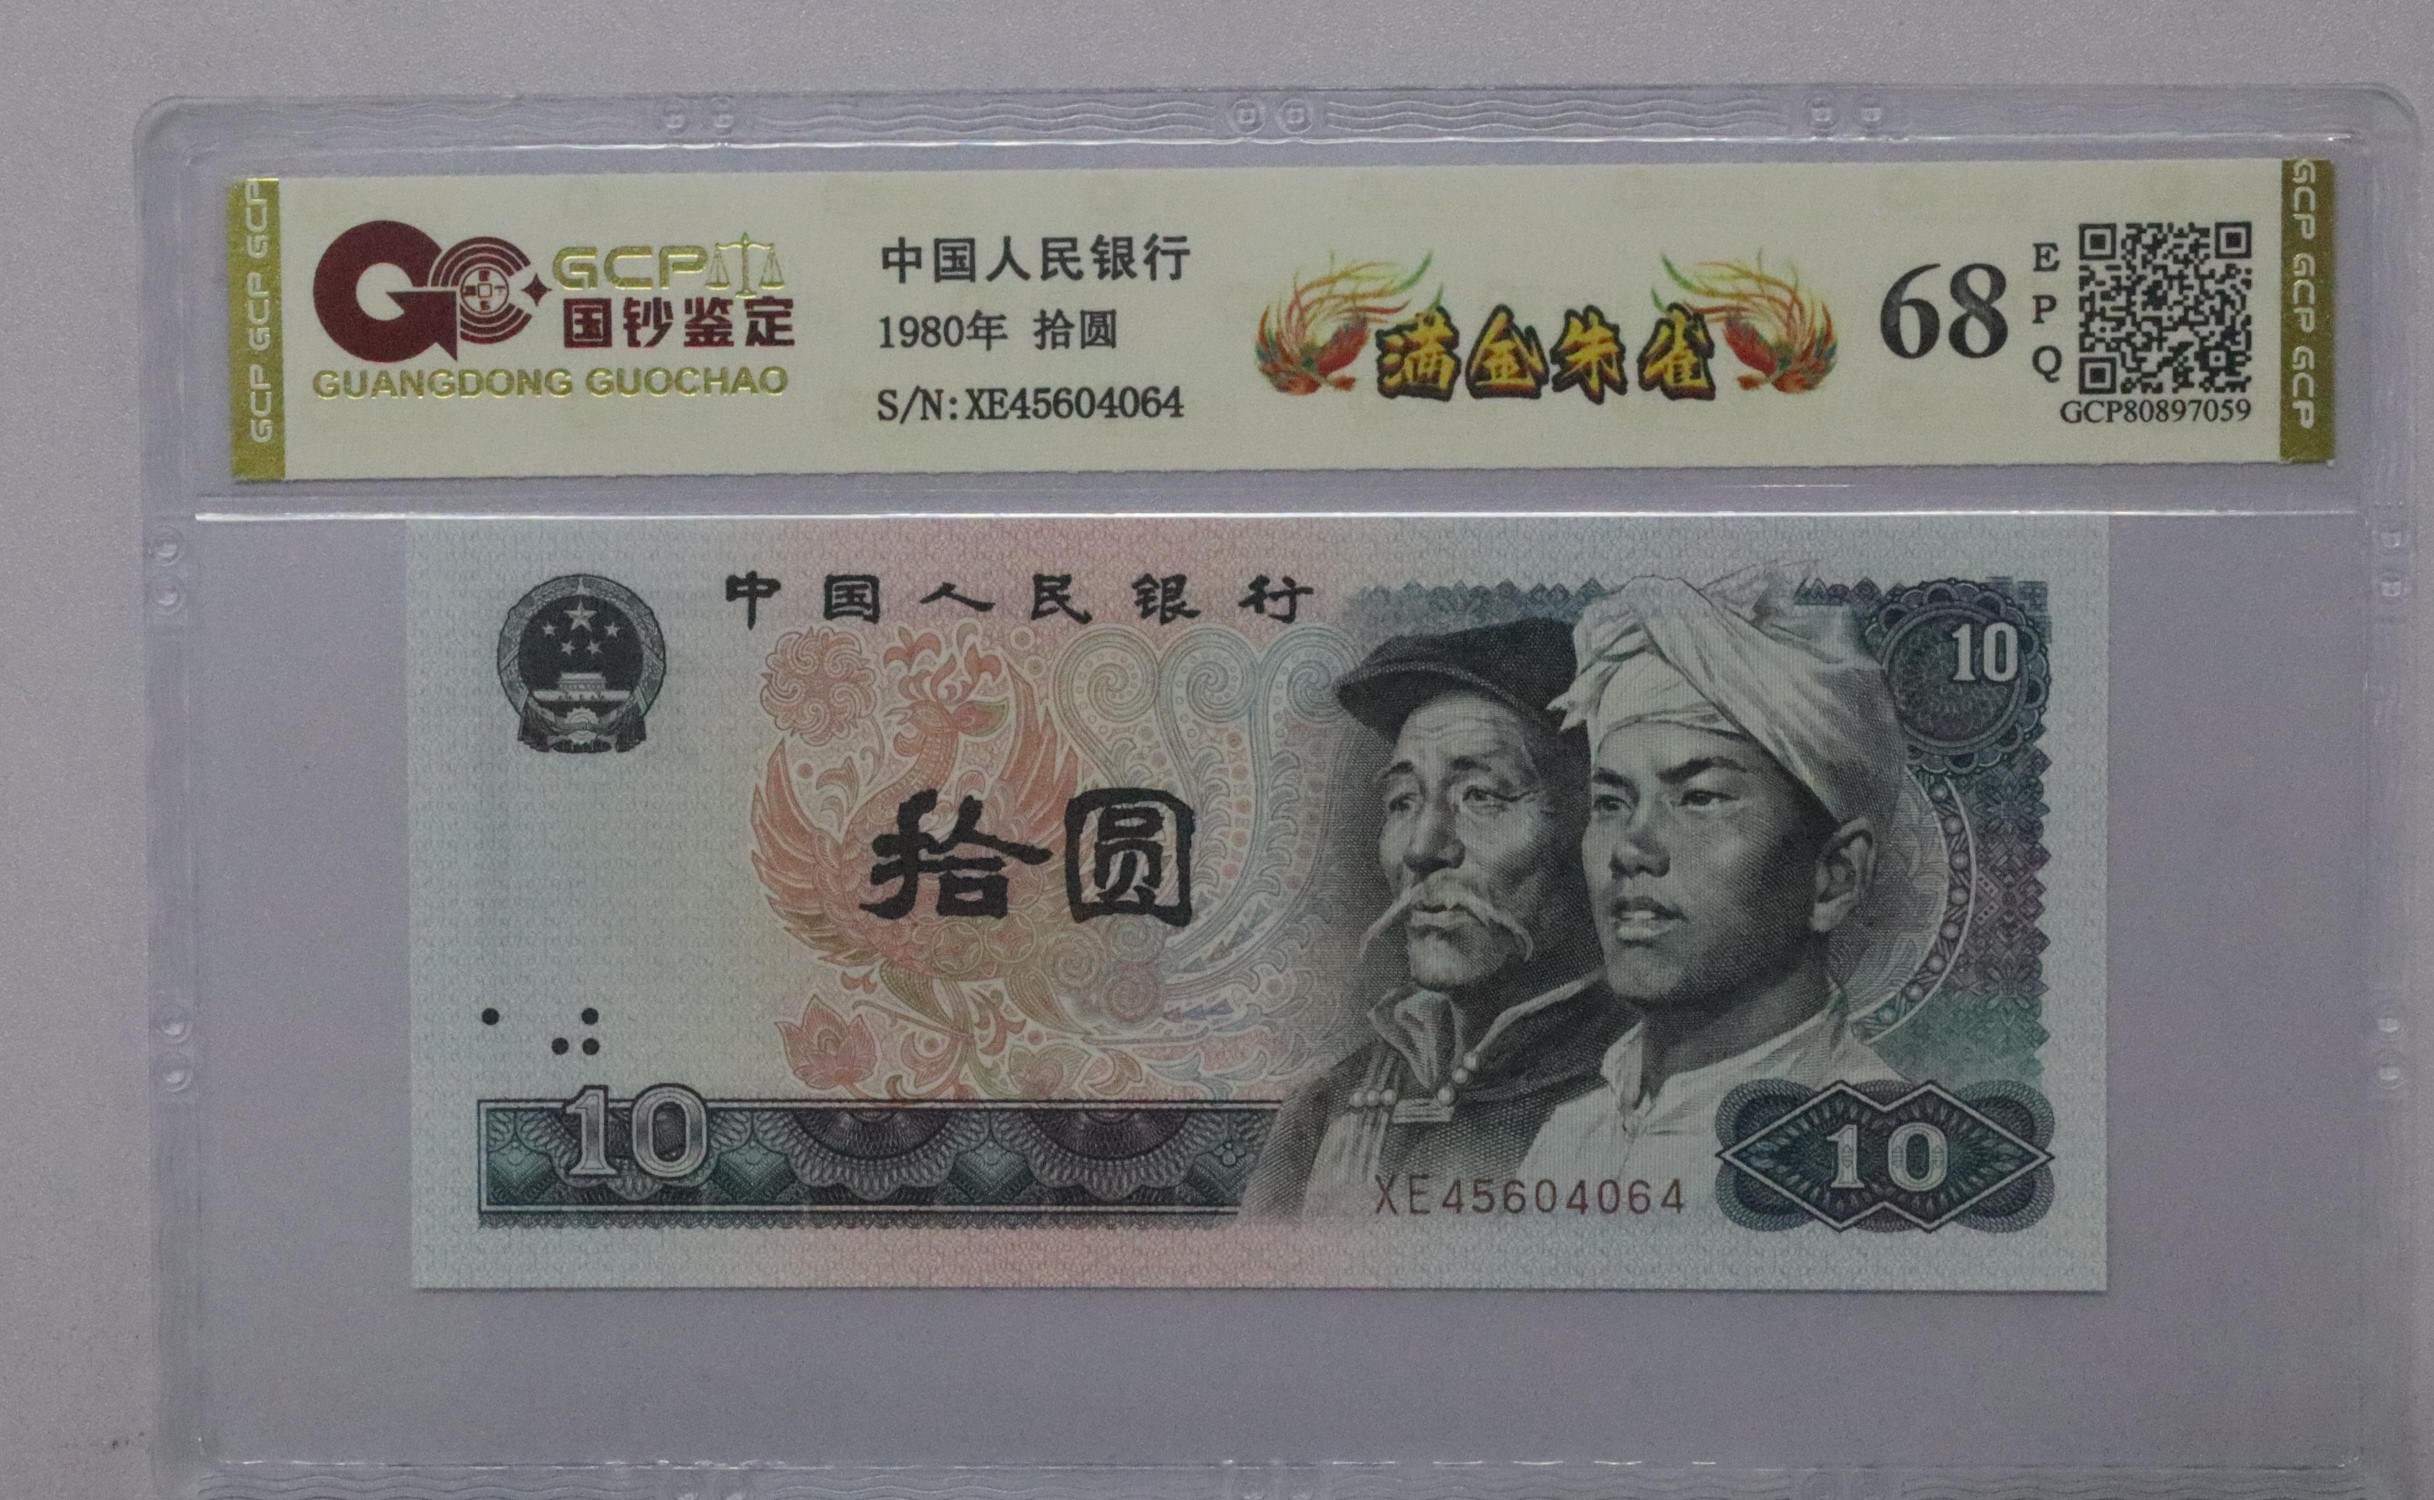 GCP GCP GCP
GCP
国钞鉴定
GUANGDONG GUOCHAO
中国人民银行
1980年 拾圆
S/N:XE45604064
满金朱雀
68
E
P
Q
GCP80897059
GCP GCP GCP
中国人民银行
10
拾圆
10
XE45604064
10